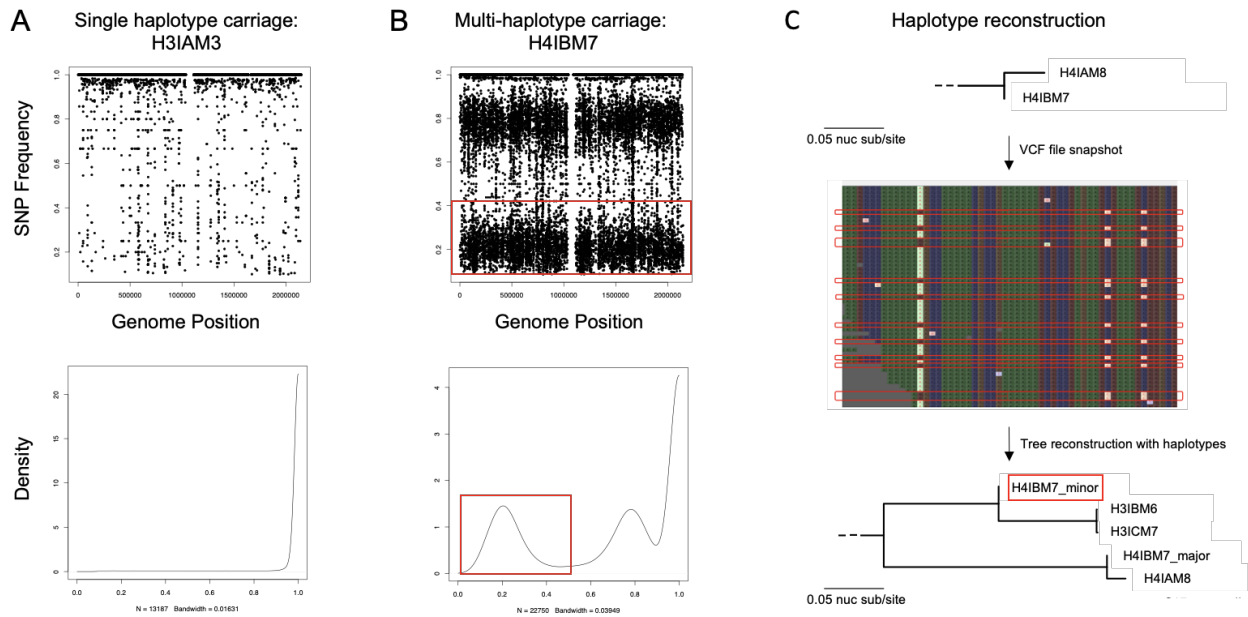 A
Single haplotype carriage:
H3IAM3
SNP Frequency
1.0
0.8
0.6
0.4
0.2
0
500000
1000000
1500000
2000000
Genome Position
Density
20
15
10
5
0
0.0
0.2
0.4
0.6
0.8
1.0
N = 13187 Bandwidth = 0.01631
B
Multi-haplotype carriage:
H4IBM7
1.0
0.8
0.6
0.4
0.2
0
500000
1000000
1500000
2000000
Genome Position
4
3
2
1
0
0.0
0.2
0.4
0.6
0.8
1.0
N = 22750 Bandwidth = 0.03949
C
Haplotype reconstruction
H4IAM8
H4IBM7
0.05 nuc sub/site
VCF file snapshot
Tree reconstruction with haplotypes
H4IBM7_minor
H3IBM6
H3ICM7
H4IBM7_major
H4IAM8
0.05 nuc sub/site